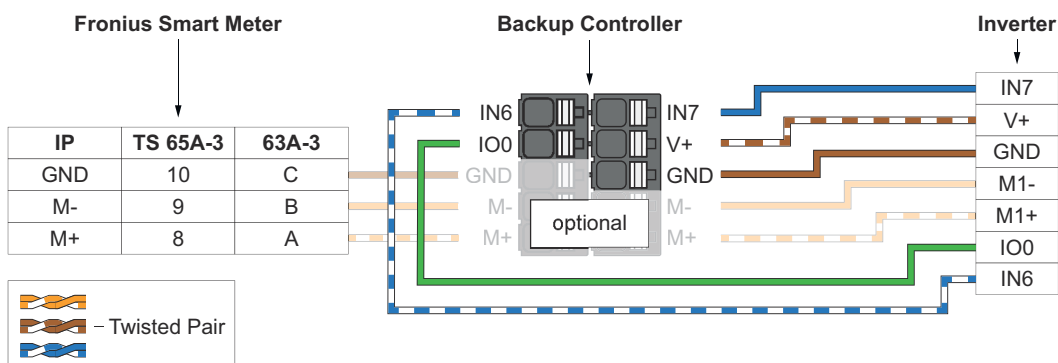 Fronius Smart Meter
Backup Controller
Inverter
IP TS 65A-3 63A-3
GND 10 C
M- 9 B
M+ 8 A
IN6
IO0
GND
M-
M+
optional
IN7
V+
GND
M-
M+
IN7
V+
GND
M1-
M1+
IO0
IN6
Twisted Pair